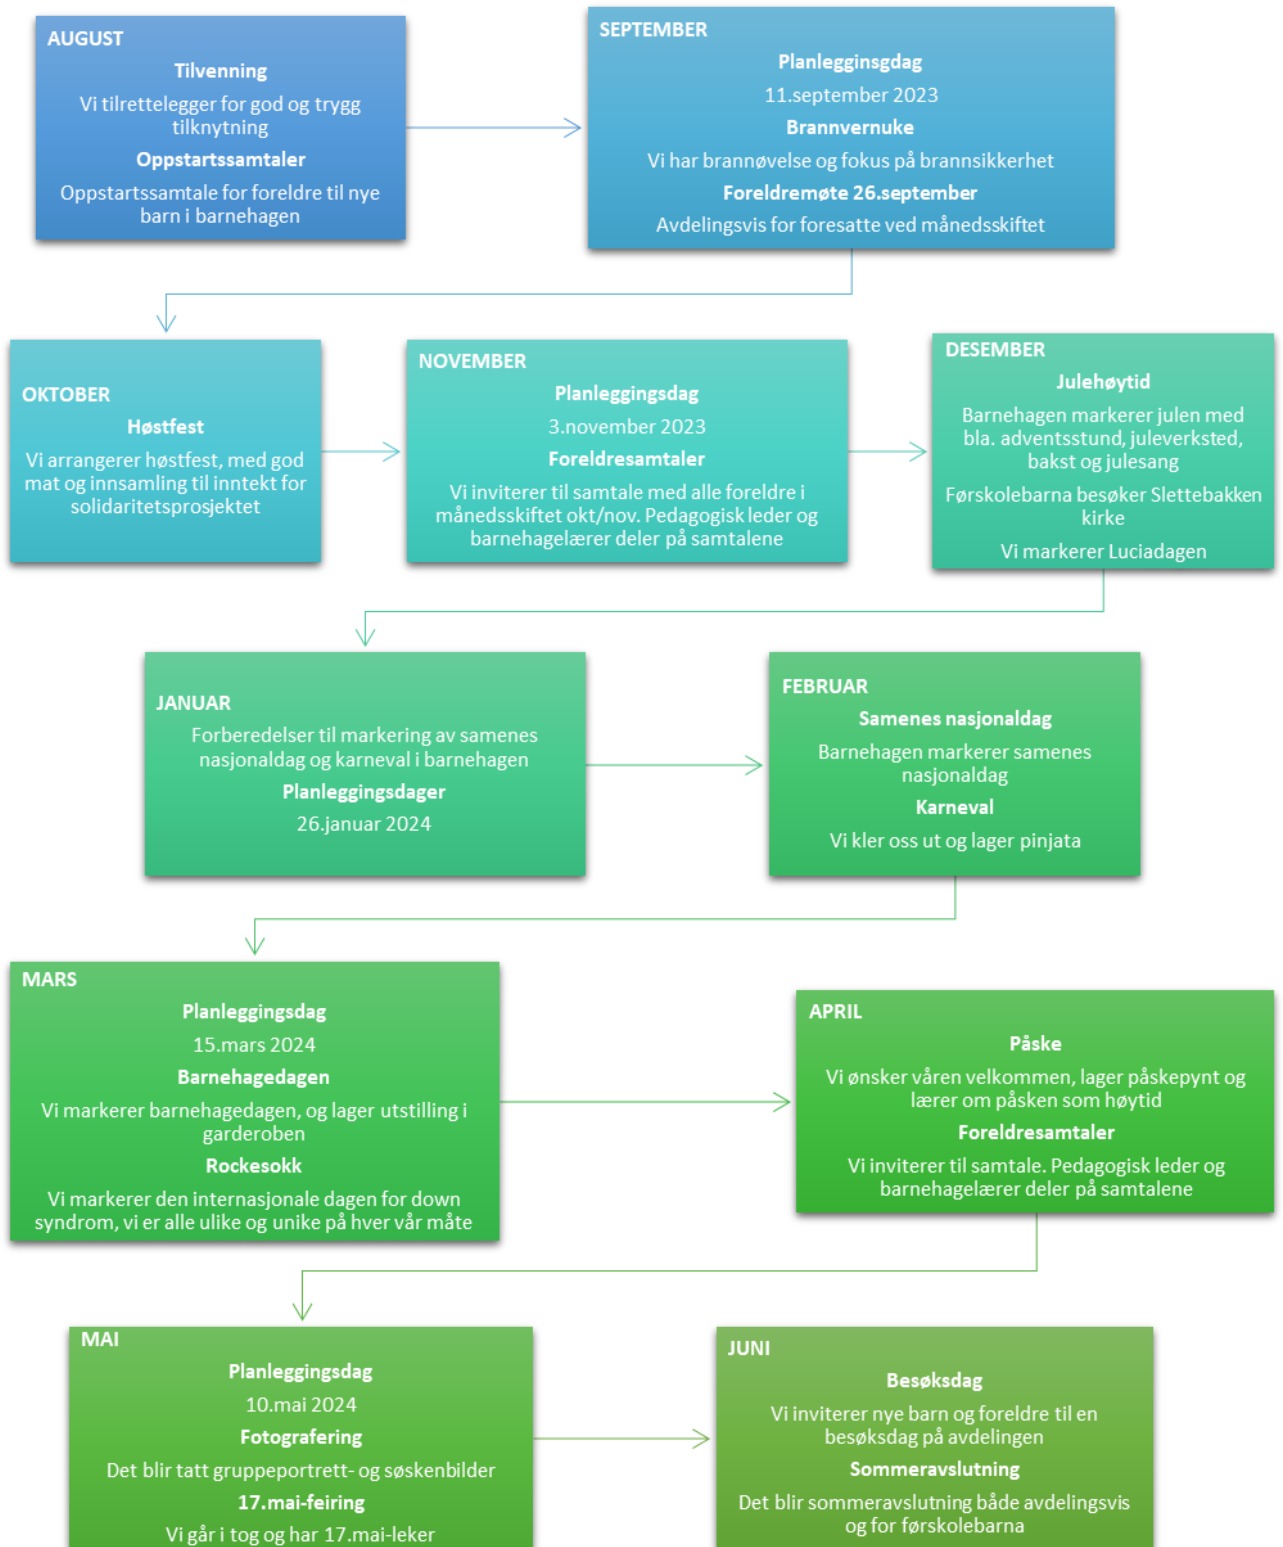 AUGUST
Tilvenning
Vi tilrettelegger for god og trygg
tilknytning
Oppstartssamtaler
Oppstartssamtale for foreldre til nye
barn i barnehagen
SEPTEMBER
Planlegginsgdag
11.september 2023
Brannvernuke
Vi har brannøvelse og fokus på brannsikkerhet
Foreldremøte 26.september
Avdelingsvis for foresatte ved månedsskiftet
OKTOBER
Høstfest
Vi arrangerer høstfest, med god
mat og innsamling til inntekt for
solidaritetsprosjektet
NOVEMBER
Planleggingsdag
3.november 2023
Foreldresamtaler
Vi inviterer til samtale med alle foreldre i
månedsskiftet okt/nov. Pedagogisk leder og
barnehagelærer deler på samtalene
DESEMBER
Julehøytid
Barnehagen markerer julen med
bla. adventsstund, juleverksted,
bakst og julesang
Førskolebarna besøker Slettebakken
kirke
Vi markerer Luciadagen
JANUAR
Forberedelser til markering av samenes
nasjonaldag og karneval i barnehagen
Planleggingsdager
26.januar 2024
FEBRUAR
Samenes nasjonaldag
Barnehagen markerer samenes
nasjonaldag
Karneval
Vi kler oss ut og lager pinjata
MARS
Planleggingsdag
15.mars 2024
Barnehagedagen
Vi markerer barnehagedagen, og lager utstilling i
garderoben
Rockesokk
Vi markerer den internasjonale dagen for down
syndrom, vi er alle ulike og unike på hver vår måte
APRIL
Påske
Vi ønsker våren velkommen, lager påskepynt og
lærer om påsken som høytid
Foreldresamtaler
Vi inviterer til samtale. Pedagogisk leder og
barnehagelærer deler på samtalene
MAI
Planleggingsdag
10.mai 2024
Fotografering
Det blir tatt gruppeportrett- og søskenbilder
17.mai-feiring
Vi går i tog og har 17.mai-leker
JUNI
Besøksdag
Vi inviterer nye barn og foreldre til en
besøksdag på avdelingen
Sommeravslutning
Det blir sommeravslutning både avdelingsvis
og for førskolebarna